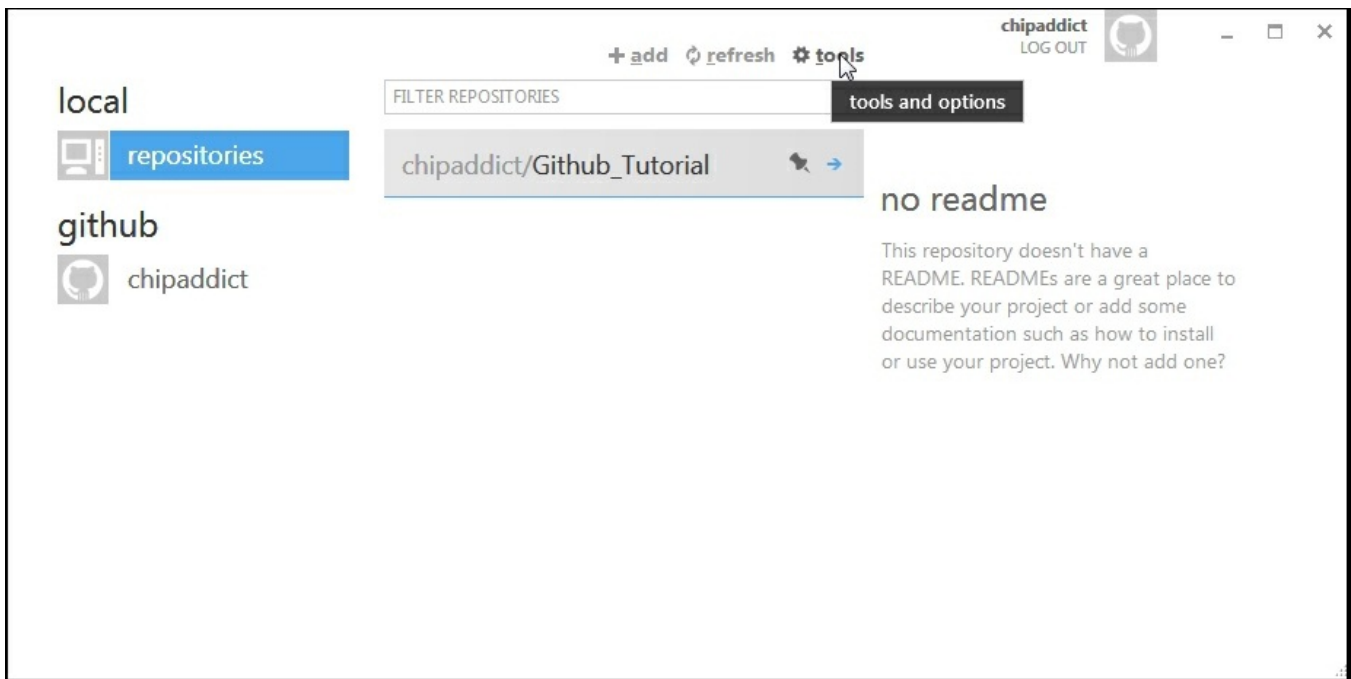 chipaddict
LOG OUT
add refresh tools
tools and options
local
repositories
github
chipaddict
FILTER REPOSITORIES
chipaddict/Github_Tutorial
no readme
This repository doesn't have a
README. READMEs are a great place to
describe your project or add some
documentation such as how to install
or use your project. Why not add one?